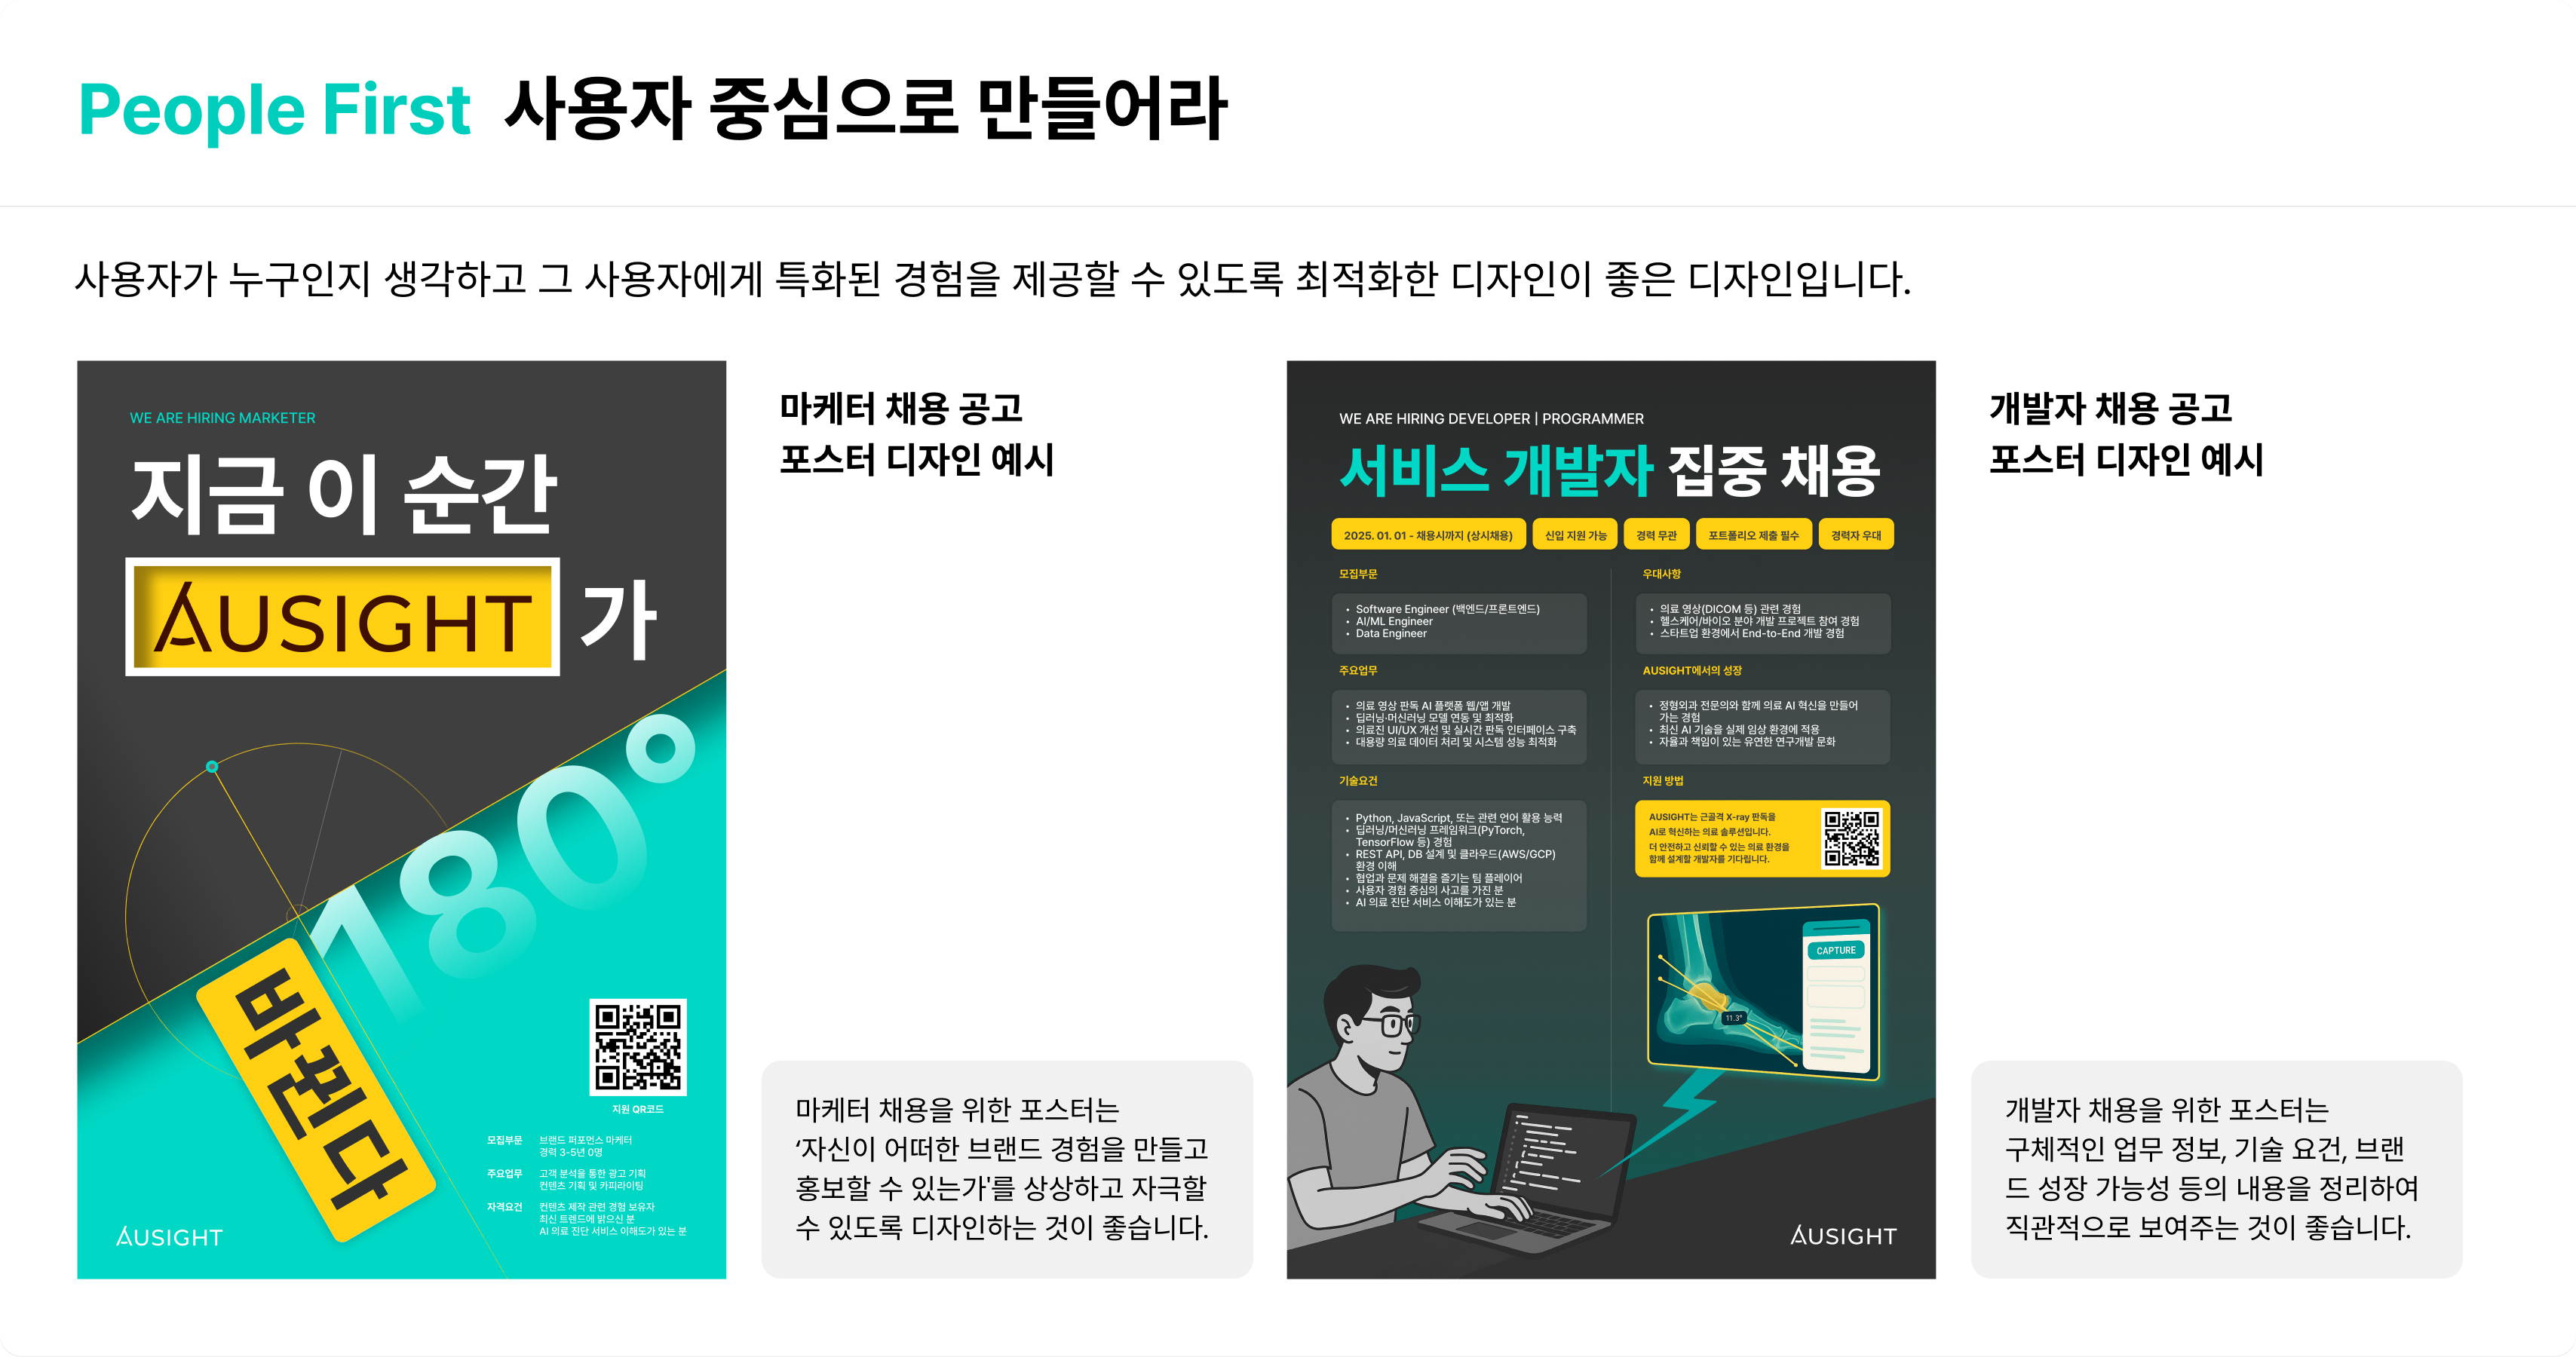 People First 사용자 중심으로 만들어라
사용자가 누구인지 생각하고 그 사용자에게 특화된 경험을 제공할 수 있도록 최적화한 디자인이 좋은 디자인입니다.
WE ARE HIRING MARKETER
지금 이 순간
AUSIGHT 가
180°
바뀐다
지원 QR코드
모집부문 브랜드 퍼포먼스 마케터
경력 3-5년 0명
주요업무 고객 분석을 통한 광고 기획
컨텐츠 기획 및 카피라이팅
자격요건 컨텐츠 제작 관련 경험 보유자
최신 트렌드에 밝으신 분
AI 의료 진단 서비스 이해도가 있는 분
AUSIGHT
마케터 채용 공고
포스터 디자인 예시
마케터 채용을 위한 포스터는
‘자신이 어떠한 브랜드 경험을 만들고
홍보할 수 있는가'를 상상하고 자극할
수 있도록 디자인하는 것이 좋습니다.
WE ARE HIRING DEVELOPER | PROGRAMMER
서비스 개발자 집중 채용
2025. 01. 01 - 채용시까지 (상시채용) 신입 지원 가능 경력 무관 포트폴리오 제출 필수 경력자 우대
모집부문
• Software Engineer (백엔드/프론트엔드)
• AI/ML Engineer
• Data Engineer
주요업무
• 의료 영상 판독 AI 플랫폼 웹/앱 개발
• 딥러닝·머신러닝 모델 연동 및 최적화
• 의료진 UI/UX 개선 및 실시간 판독 인터페이스 구축
• 대용량 의료 데이터 처리 및 시스템 성능 최적화
기술요건
• Python, JavaScript, 또는 관련 언어 활용 능력
• 딥러닝/머신러닝 프레임워크(PyTorch,
TensorFlow 등) 경험
• REST API, DB 설계 및 클라우드(AWS/GCP)
환경 이해
• 협업과 문제 해결을 즐기는 팀 플레이어
• 사용자 경험 중심의 사고를 가진 분
• AI 의료 진단 서비스 이해도가 있는 분
우대사항
• 의료 영상(DICOM 등) 관련 경험
• 헬스케어/바이오 분야 개발 프로젝트 참여 경험
• 스타트업 환경에서 End-to-End 개발 경험
AUSIGHT에서의 성장
• 정형외과 전문의와 함께 의료 AI 혁신을 만들어
가는 경험
• 최신 AI 기술을 실제 임상 환경에 적용
• 자율과 책임이 있는 유연한 연구개발 문화
지원 방법
AUSIGHT는 근골격 X-ray 판독을
AI로 혁신하는 의료 솔루션입니다.
더 안전하고 신뢰할 수 있는 의료 환경을
함께 설계할 개발자를 기다립니다.
CAPTURE
11.3°
AUSIGHT
개발자 채용 공고
포스터 디자인 예시
개발자 채용을 위한 포스터는
구체적인 업무 정보, 기술 요건, 브랜
드 성장 가능성 등의 내용을 정리하여
직관적으로 보여주는 것이 좋습니다.